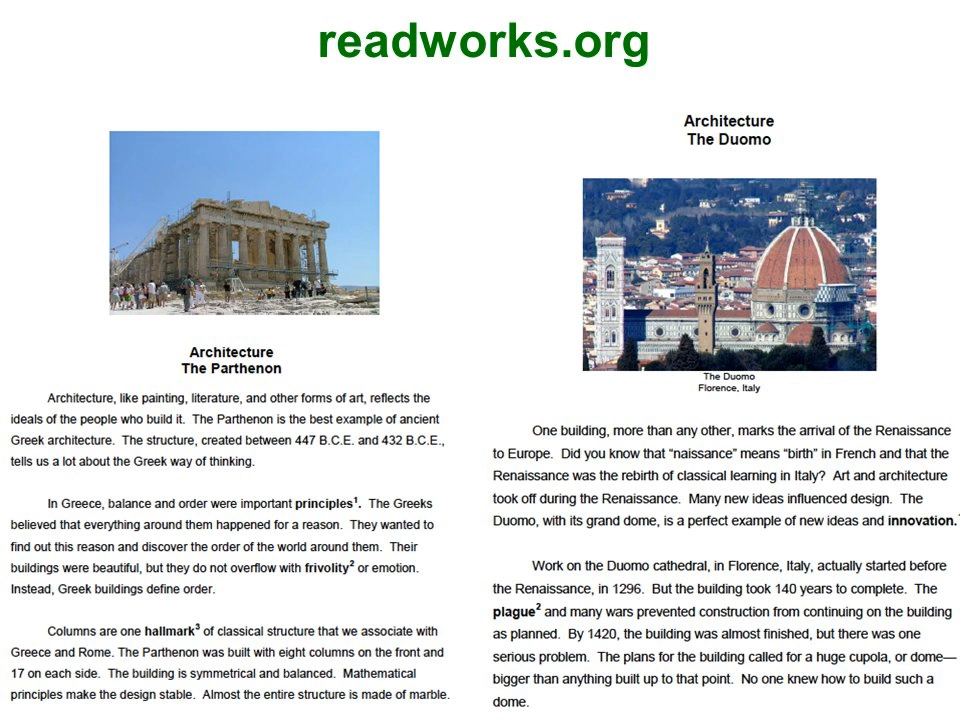 readworks.org
Architecture
The Parthenon
Architecture, like painting, literature, and other forms of art, reflects the
ideals of the people who build it.  The Parthenon is the best example of ancient
Greek architecture.  The structure, created between 447 B.C.E. and 432 B.C.E.,
tells us a lot about the Greek way of thinking.
In Greece, balance and order were important principles1.  The Greeks
believed that everything around them happened for a reason.  They wanted to
find out this reason and discover the order of the world around them.  Their
buildings were beautiful, but they do not overflow with frivolity2 or emotion.
Instead, Greek buildings define order.
Columns are one hallmark3 of classical structure that we associate with
Greece and Rome. The Parthenon was built with eight columns on the front and
17 on each side.  The building is symmetrical and balanced.  Mathematical
principles make the design stable.  Almost the entire structure is made of marble.
Architecture
The Duomo
The Duomo
Florence, Italy
One building, more than any other, marks the arrival of the Renaissance
to Europe.  Did you know that “naissance” means “birth” in French and that the
Renaissance was the rebirth of classical learning in Italy?  Art and architecture
took off during the Renaissance.  Many new ideas influenced design.  The
Duomo, with its grand dome, is a perfect example of new ideas and innovation.
Work on the Duomo cathedral, in Florence, Italy, actually started before
the Renaissance, in 1296.  But the building took 140 years to complete.  The
plague2 and many wars prevented construction from continuing on the building
as planned.  By 1420, the building was almost finished, but there was one
serious problem.  The plans for the building called for a huge cupola, or dome—
bigger than anything built up to that point.  No one knew how to build such a
dome.